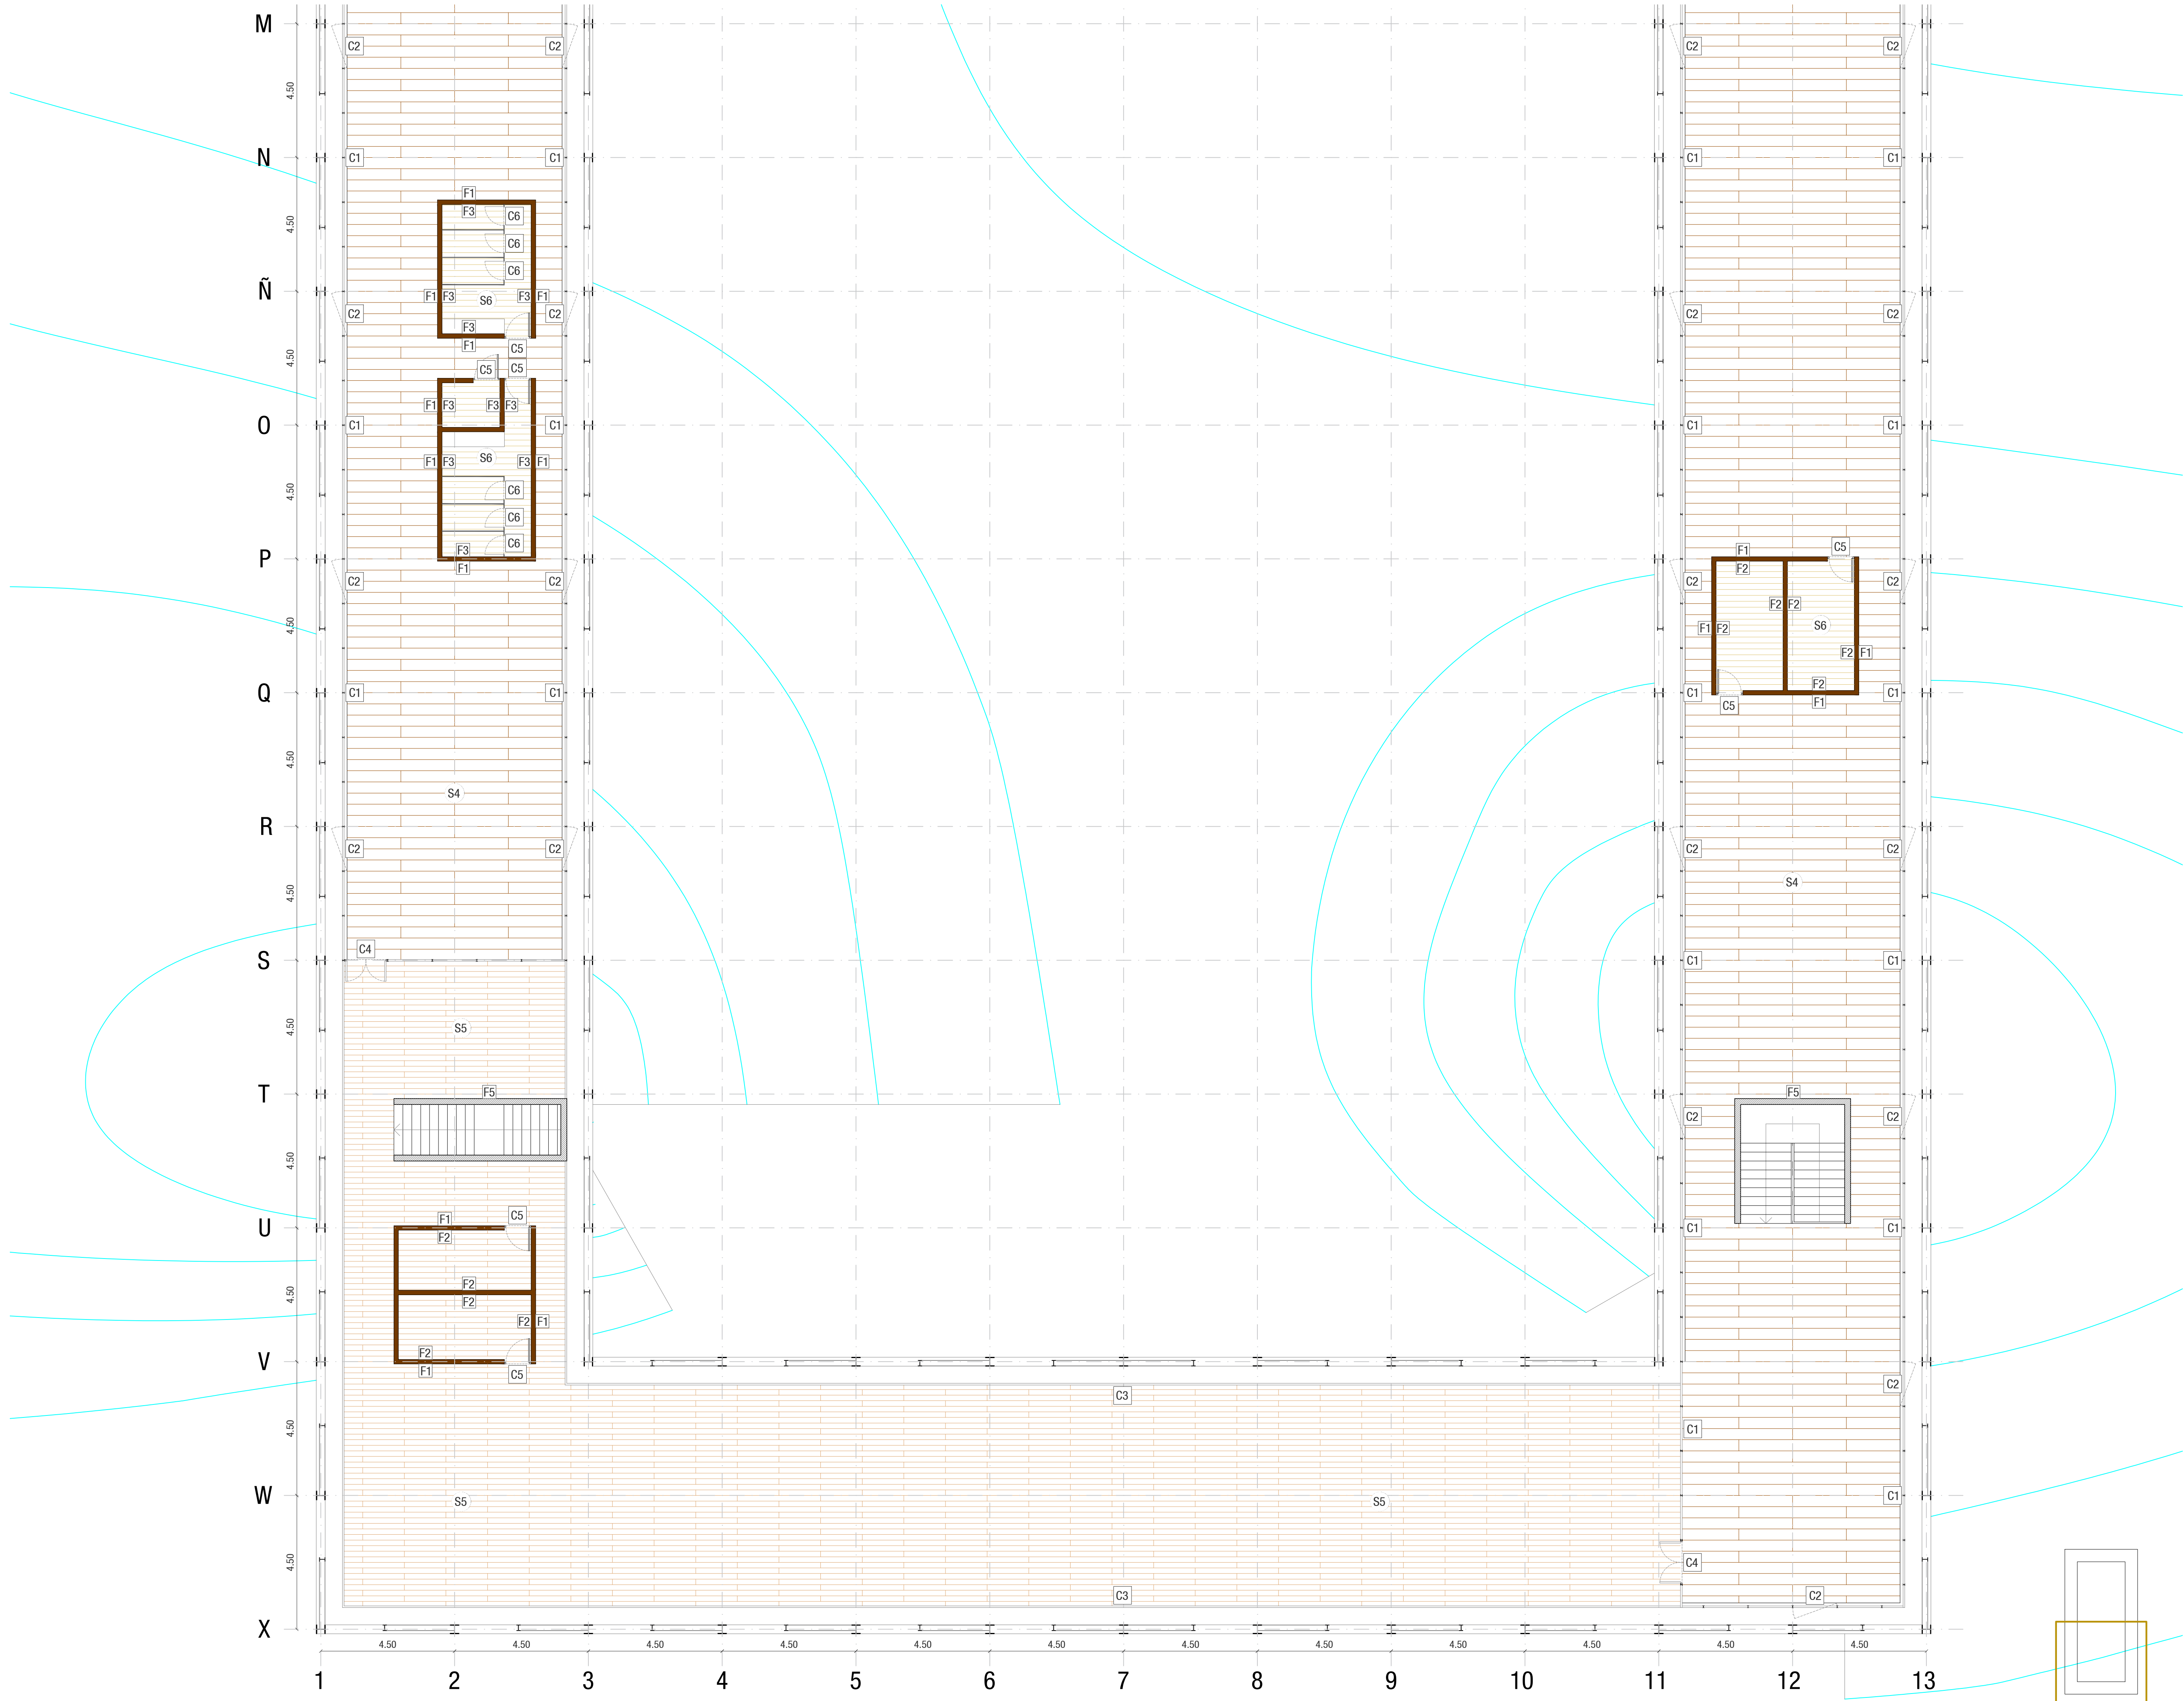 M
C2 C2 C2 C2
4.50
N
C1 C1 C1 C1
F1
F3 C6
4.50
C6
C6
Ñ
F1 F3 S6 F3 F1
C2 C2 C2 C2
F3
F1 C5
4.50
C5 C5
F1 F3 F3 F3
O
C1 C1 C1 C1
F1 F3 S6 F3 F1
4.50
C6
C6
C6
F3 F1 C5
P
F1 F2
C2 C2 C2 C2
F2 F2
4.50
F1 F2 S6
F2 F1
F2
Q
C1 C1 C1 C1
C5 F1
4.50
S4
R
C2 C2 C2 C2
4.50
S4
C4
S
C1 C1
4.50
S5
T
F5 F5
C2 C2
4.50
F1 C5
U
F2 C1 C1
F2
4.50
F2
F2 F1
F2
V
F1 C5
C2
C3
4.50
C1
W
S5 S5 C1
4.50
C4
C3 C2
X
4.50 4.50 4.50 4.50 4.50 4.50 4.50 4.50 4.50 4.50 4.50 4.50
1 2 3 4 5 6 7 8 9 10 11 12 13